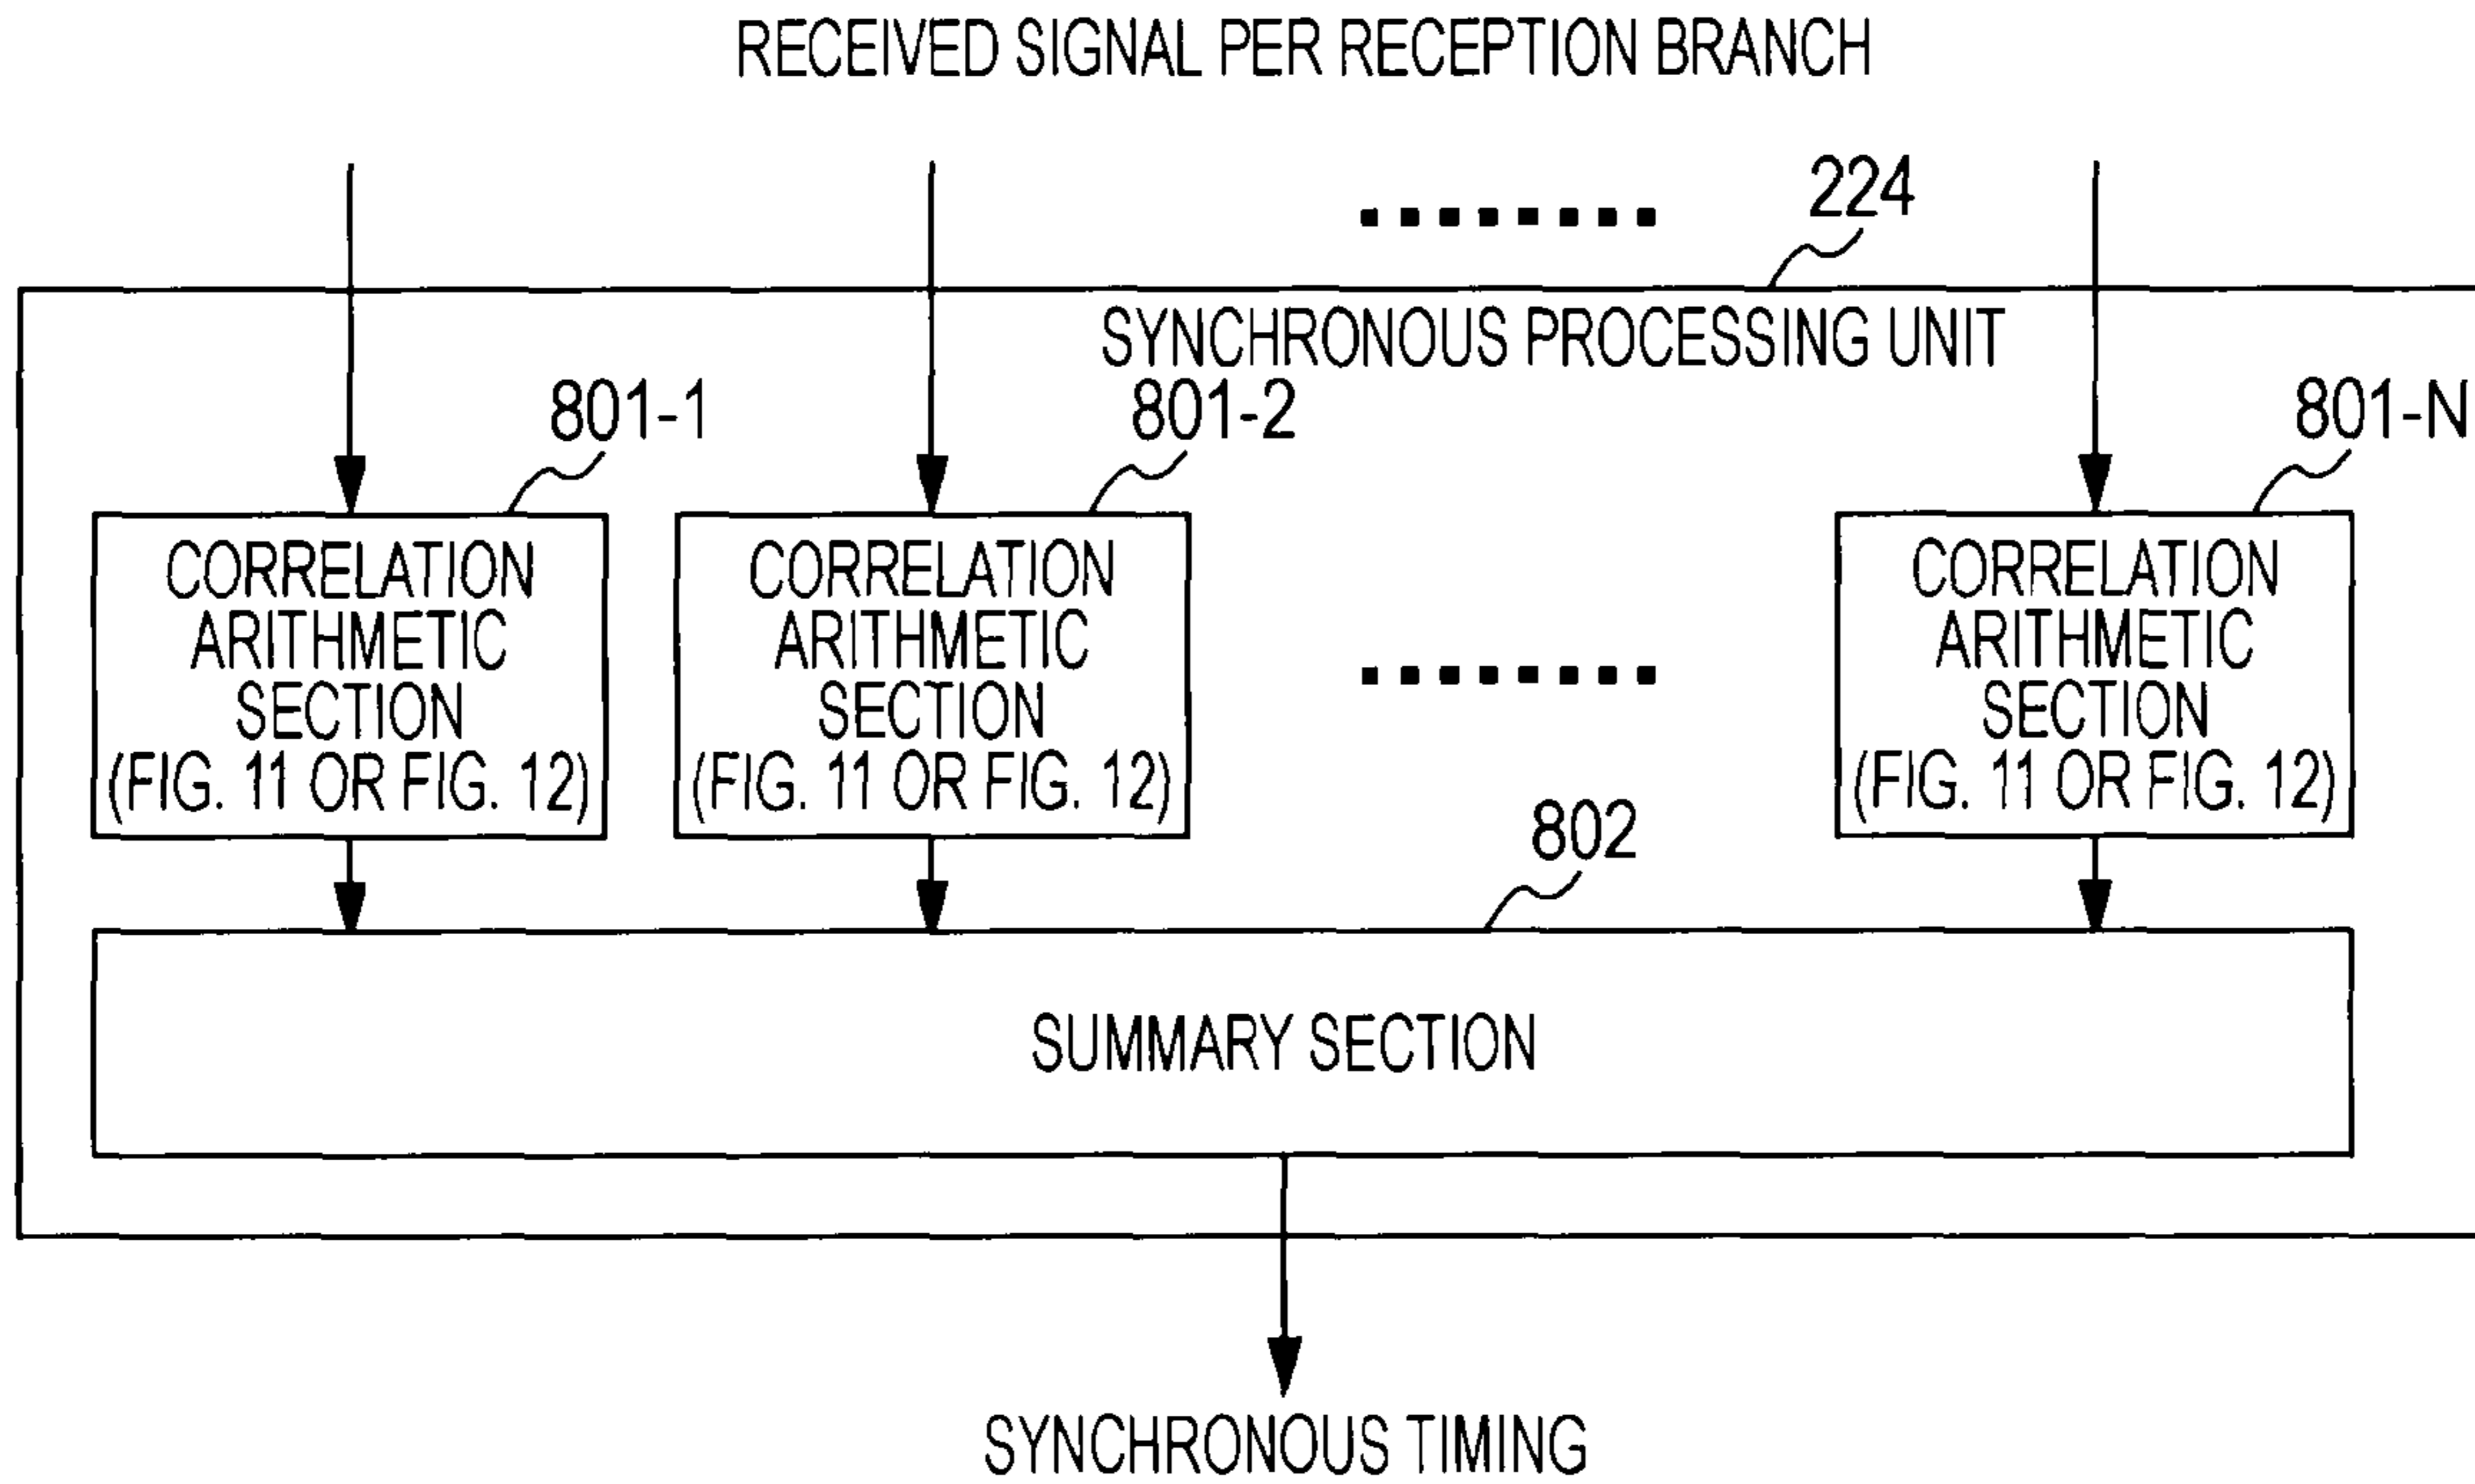 RECEIVED SIGNAL PER RECEPTION BRANCH
224
SYNCHRONOUS PROCESSING UNIT
801-1
801-2
801-N
CORRELATION
ARITHMETIC
SECTION
(FIG. 11 OR FIG. 12)
CORRELATION
ARITHMETIC
SECTION
(FIG. 11 OR FIG. 12)
CORRELATION
ARITHMETIC
SECTION
(FIG. 11 OR FIG. 12)
802
SUMMARY SECTION
SYNCHRONOUS TIMING